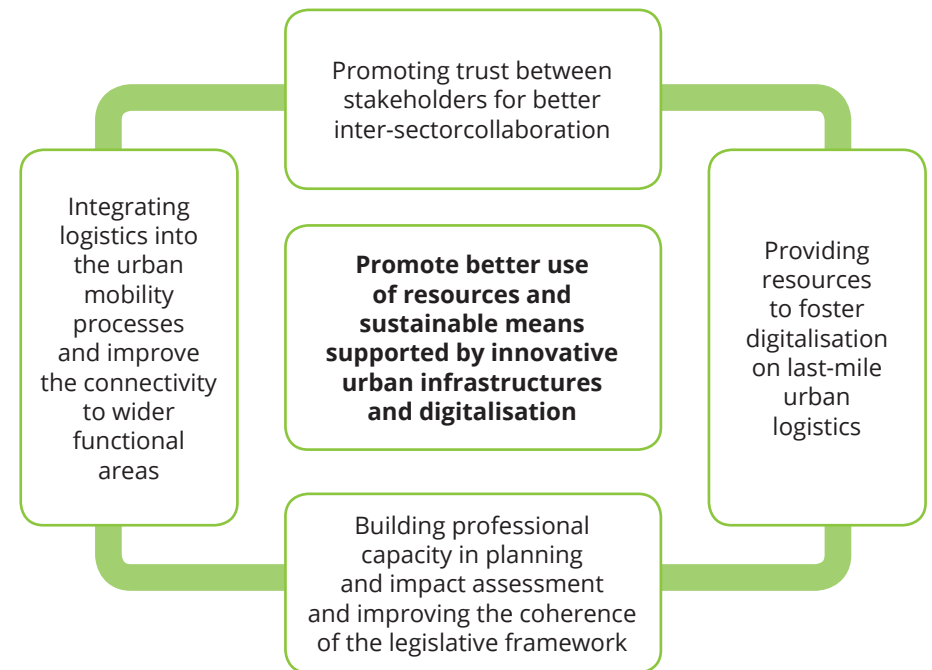 Promoting trust between
stakeholders for better
inter-sectorcollaboration
Integrating
logistics into
the urban
mobility
processes
and improve
the connectivity
to wider
functional
areas
Promote better use
of resources and
sustainable means
supported by innovative
urban infrastructures
and digitalisation
Providing
resources
to foster
digitalisation
on last-mile
urban
logistics
Building professional
capacity in planning
and impact assessment
and improving the coherence
of the legislative framework